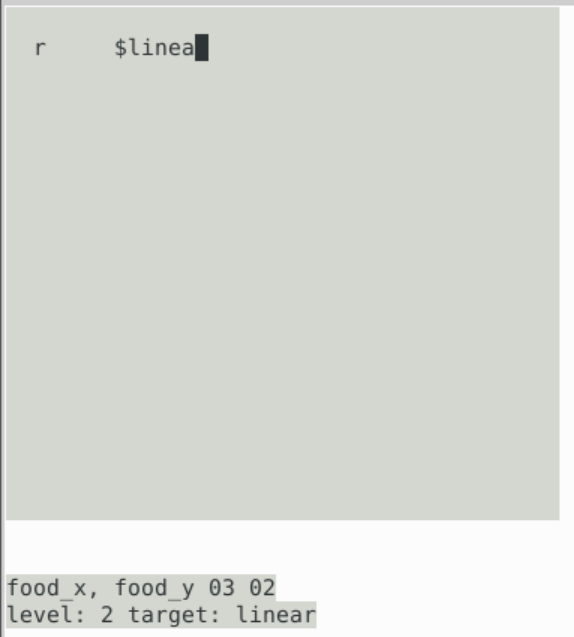 r $linea
food_x, food_y 03 02
level: 2 target: linear